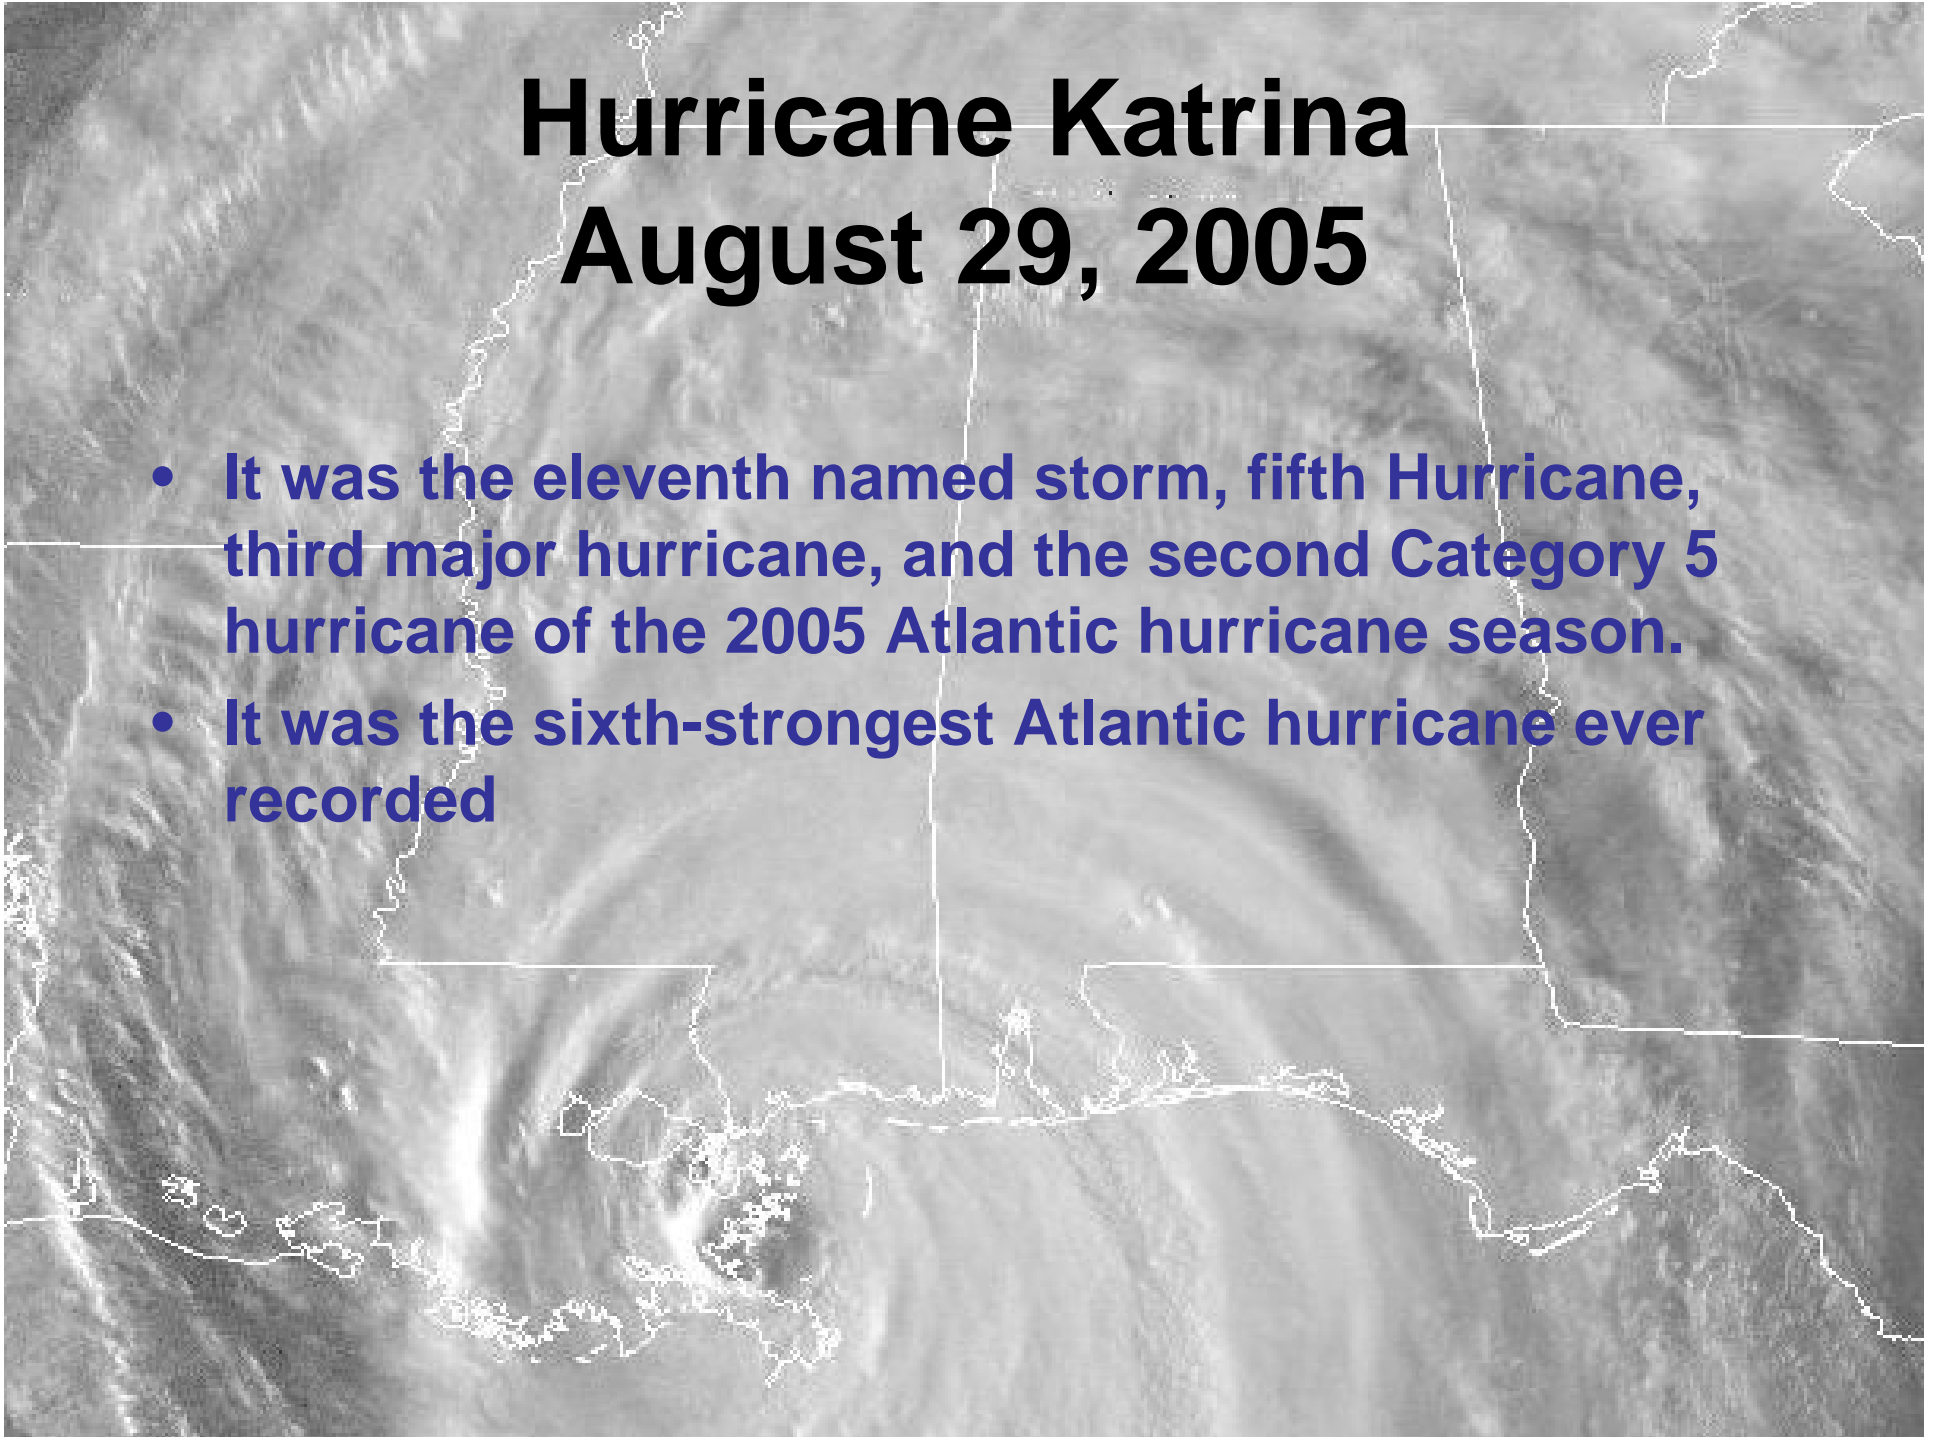 Hurricane Katrina
August 29, 2005
• It was the eleventh named storm, fifth Hurricane,
third major hurricane, and the second Category 5
hurricane of the 2005 Atlantic hurricane season.
• It was the sixth-strongest Atlantic hurricane ever
recorded